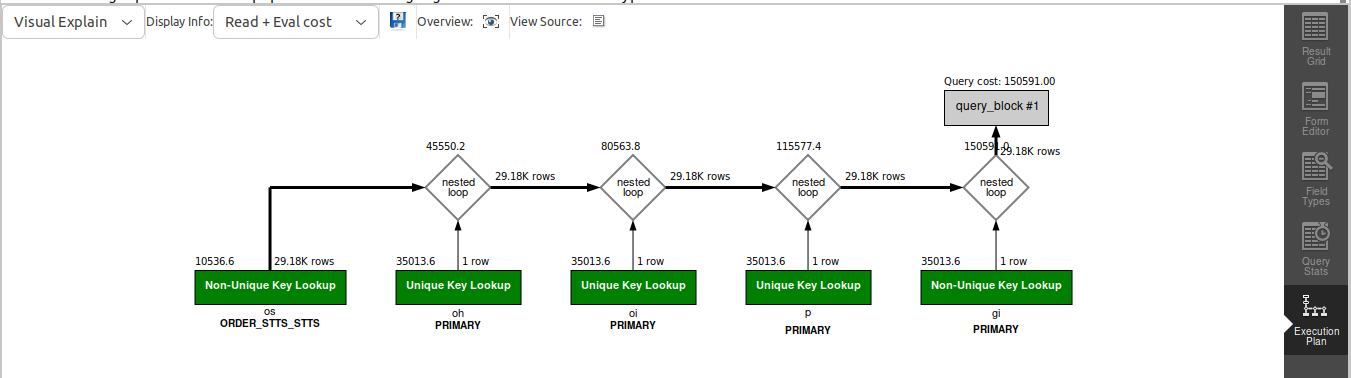 Visual Explain
Display Info:
Read + Eval cost
Overview:
View Source:
Result
Grid
Form
Editor
Field
Types
Query
Stats
Execution
Plan
Query cost: 150591.00
query_block #1
45550.2
80563.8
115577.4
150591.0
29.18K rows
nested
loop
29.18K rows
nested
loop
29.18K rows
nested
loop
29.18K rows
nested
loop
10536.6
29.18K rows
35013.6
1 row
35013.6
1 row
35013.6
1 row
35013.6
1 row
Non-Unique Key Lookup
Unique Key Lookup
Unique Key Lookup
Unique Key Lookup
Non-Unique Key Lookup
os
ORDER_STTS_STTS
oh
PRIMARY
oi
PRIMARY
p
PRIMARY
gi
PRIMARY